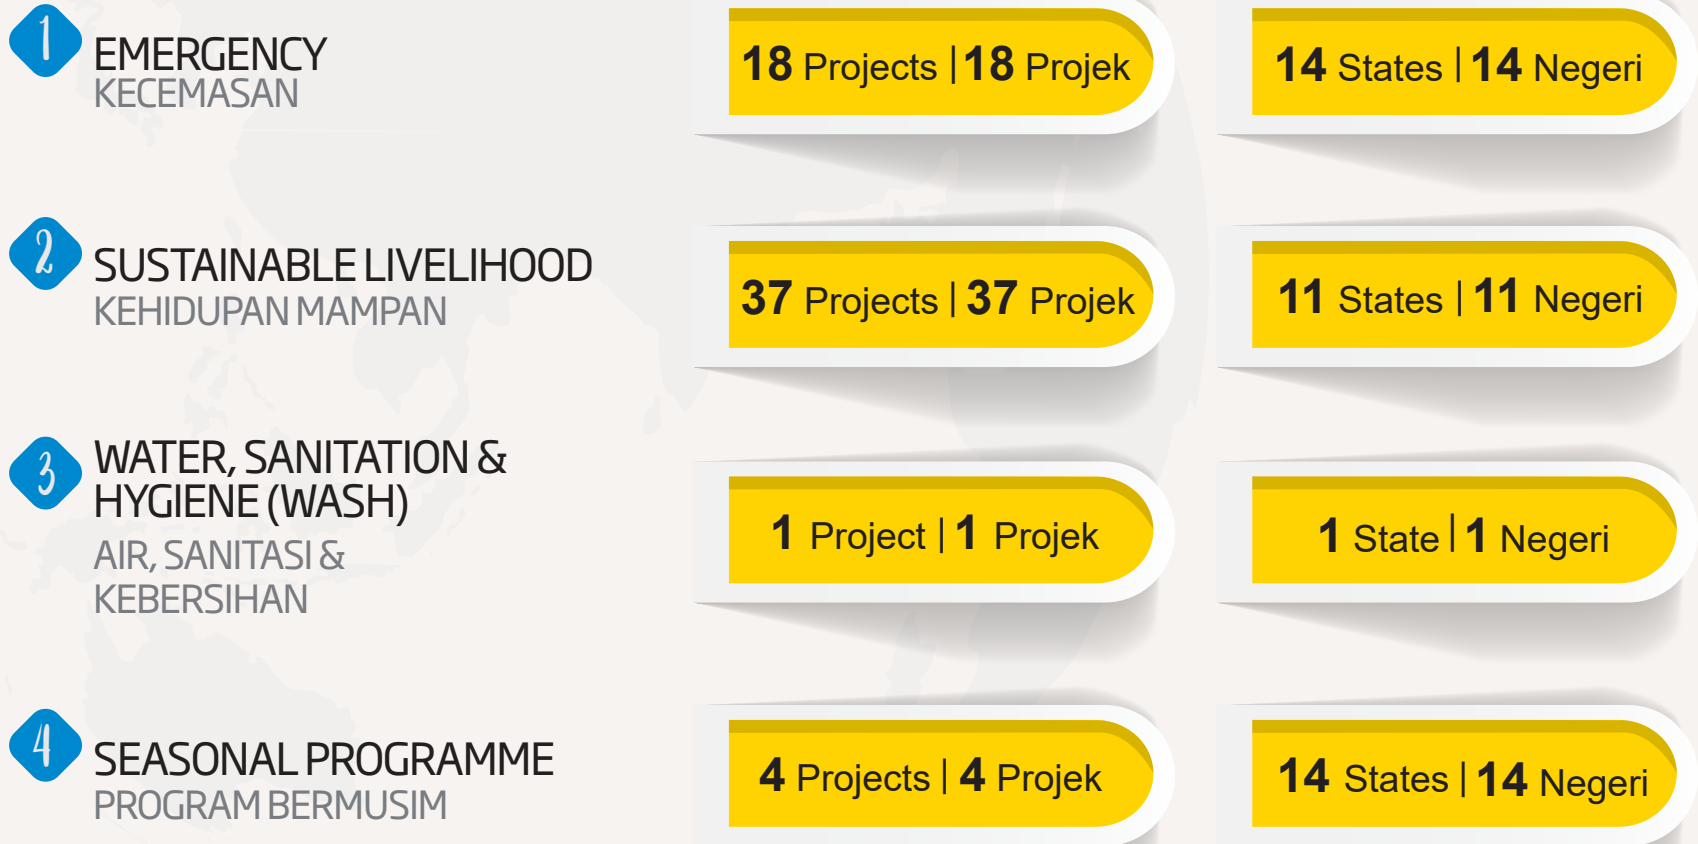 1
EMERGENCY
KECEMASAN
18 Projects | 18 Projek
14 States | 14 Negeri
2
SUSTAINABLE LIVELIHOOD
KEHIDUPAN MAMPAN
37 Projects | 37 Projek
11 States | 11 Negeri
3
WATER, SANITATION &
HYGIENE (WASH)
AIR, SANITASI &
KEBERSIHAN
1 Project | 1 Projek
1 State | 1 Negeri
4
SEASONAL PROGRAMME
PROGRAM BERMUSIM
4 Projects | 4 Projek
14 States | 14 Negeri